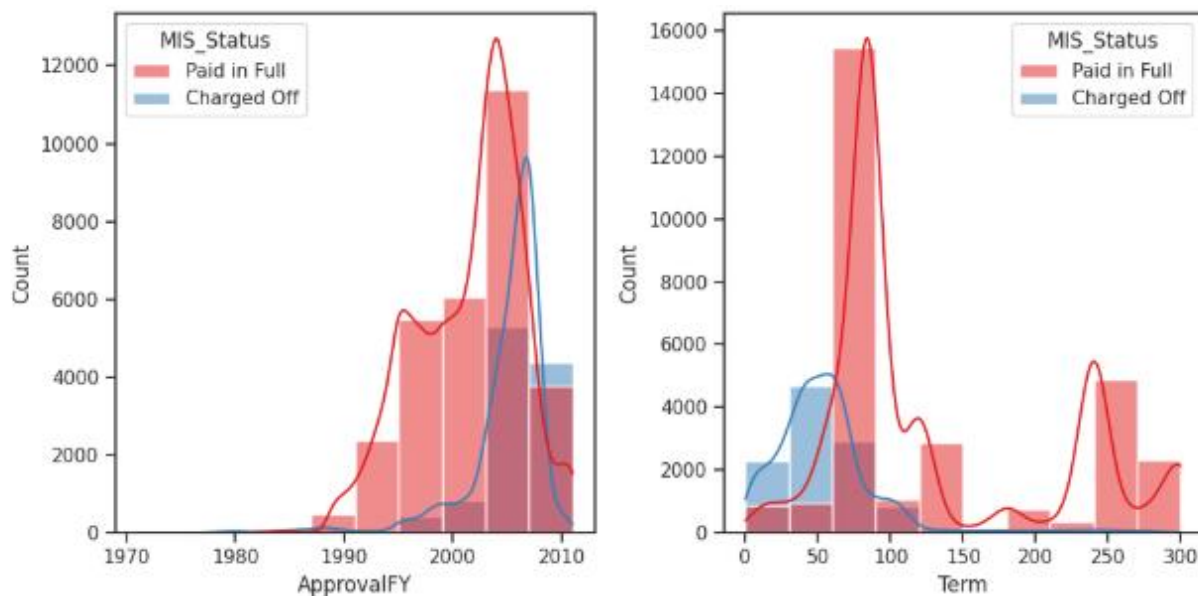 MIS_Status
Paid in Full
Charged Off
12000
10000
8000
6000
4000
2000
0
Count
1970 1980 1990 2000 2010
ApprovalFY
MIS_Status
Paid in Full
Charged Off
16000
14000
12000
10000
8000
6000
4000
2000
0
Count
0 50 100 150 200 250 300
Term